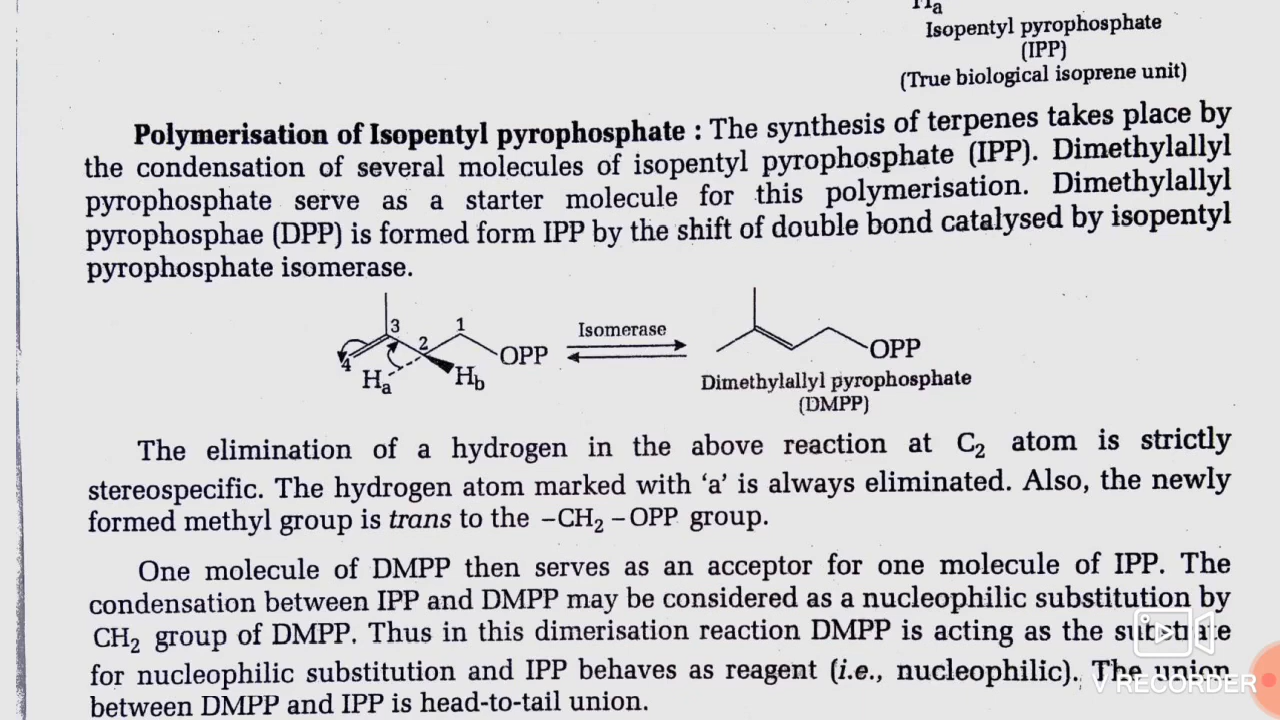 Ha
Isopentyl pyrophosphate
(IPP)
(True biological isoprene unit)
Polymerisation of Isopentyl pyrophosphate : The synthesis of terpenes takes place by
the condensation of several molecules of isopentyl pyrophosphate (IPP). Dimethylallyl
pyrophosphate serve as a starter molecule for this polymerisation. Dimethylallyl
pyrophosphae (DPP) is formed form IPP by the shift of double bond catalysed by isopentyl
pyrophosphate isomerase.
3 1
2
4
OPP
Ha
Hb
Isomerase
OPP
Dimethylallyl pyrophosphate
(DMPP)
The elimination of a hydrogen in the above reaction at C₂ atom is strictly
stereospecific. The hydrogen atom marked with ‘a’ is always eliminated. Also, the newly
formed methyl group is trans to the –CH₂ – OPP group.
One molecule of DMPP then serves as an acceptor for one molecule of IPP. The
condensation between IPP and DMPP may be considered as a nucleophilic substitution by
CH₂ group of DMPP. Thus in this dimerisation reaction DMPP is acting as the substrate
for nucleophilic substitution and IPP behaves as reagent (i.e., nucleophilic). The union
between DMPP and IPP is head-to-tail union.
V RECORDER